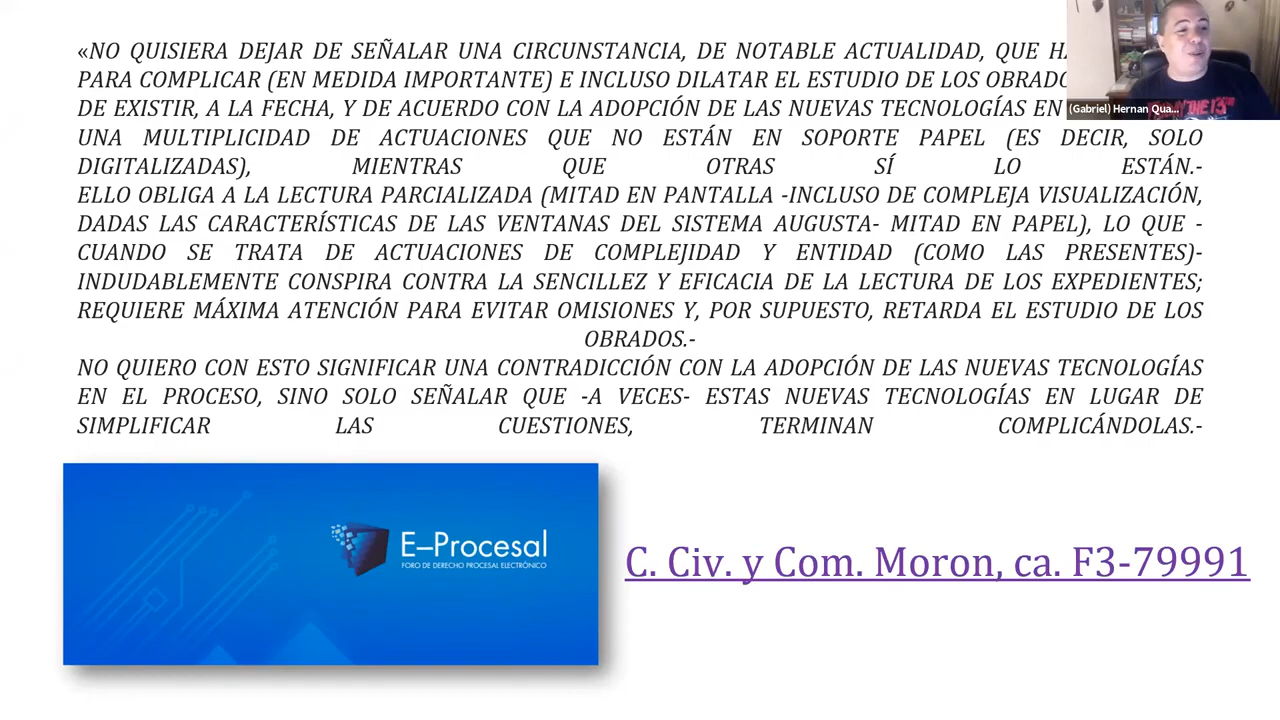 «NO QUISIERA DEJAR DE SEÑALAR UNA CIRCUNSTANCIA, DE NOTABLE ACTUALIDAD, QUE
PARA COMPLICAR (EN MEDIDA IMPORTANTE) E INCLUSO DILATAR EL ESTUDIO DE LOS
DE EXISTIR, A LA FECHA, Y DE ACUERDO CON LA ADOPCIÓN DE LAS NUEVAS TECNOLOGÍAS EN
UNA MULTIPLICIDAD DE ACTUACIONES QUE NO ESTÁN EN SOPORTE PAPEL (ES DECIR, SOLO
DIGITALIZADAS), MIENTRAS QUE OTRAS SÍ LO ESTÁN.-
ELLO OBLIGA A LA LECTURA PARCIALIZADA (MITAD EN PANTALLA -INCLUSO DE COMPLEJA VISUALIZACIÓN,
DADAS LAS CARACTERÍSTICAS DE LAS VENTANAS DEL SISTEMA AUGUSTA- MITAD EN PAPEL), LO QUE -
CUANDO SE TRATA DE ACTUACIONES DE COMPLEJIDAD Y ENTIDAD (COMO LAS PRESENTES)-
INDUDABLEMENTE CONSPIRA CONTRA LA SENCILLEZ Y EFICACIA DE LA LECTURA DE LOS EXPEDIENTES;
REQUIERE MÁXIMA ATENCIÓN PARA EVITAR OMISIONES Y, POR SUPUESTO, RETARDA EL ESTUDIO DE LOS
OBRADOS.-
NO QUIERO CON ESTO SIGNIFICAR UNA CONTRADICCIÓN CON LA ADOPCIÓN DE LAS NUEVAS TECNOLOGÍAS
EN EL PROCESO, SINO SOLO SEÑALAR QUE -A VECES- ESTAS NUEVAS TECNOLOGÍAS EN LUGAR DE
SIMPLIFICAR LAS CUESTIONES, TERMINAN COMPLICÁNDOLAS.-
(Gabriel) Hernan Qua...
E-Procesal
FORO DE DERECHO PROCESAL ELECTRÓNICO
C. Civ. y Com. Moron, ca. F3-79991